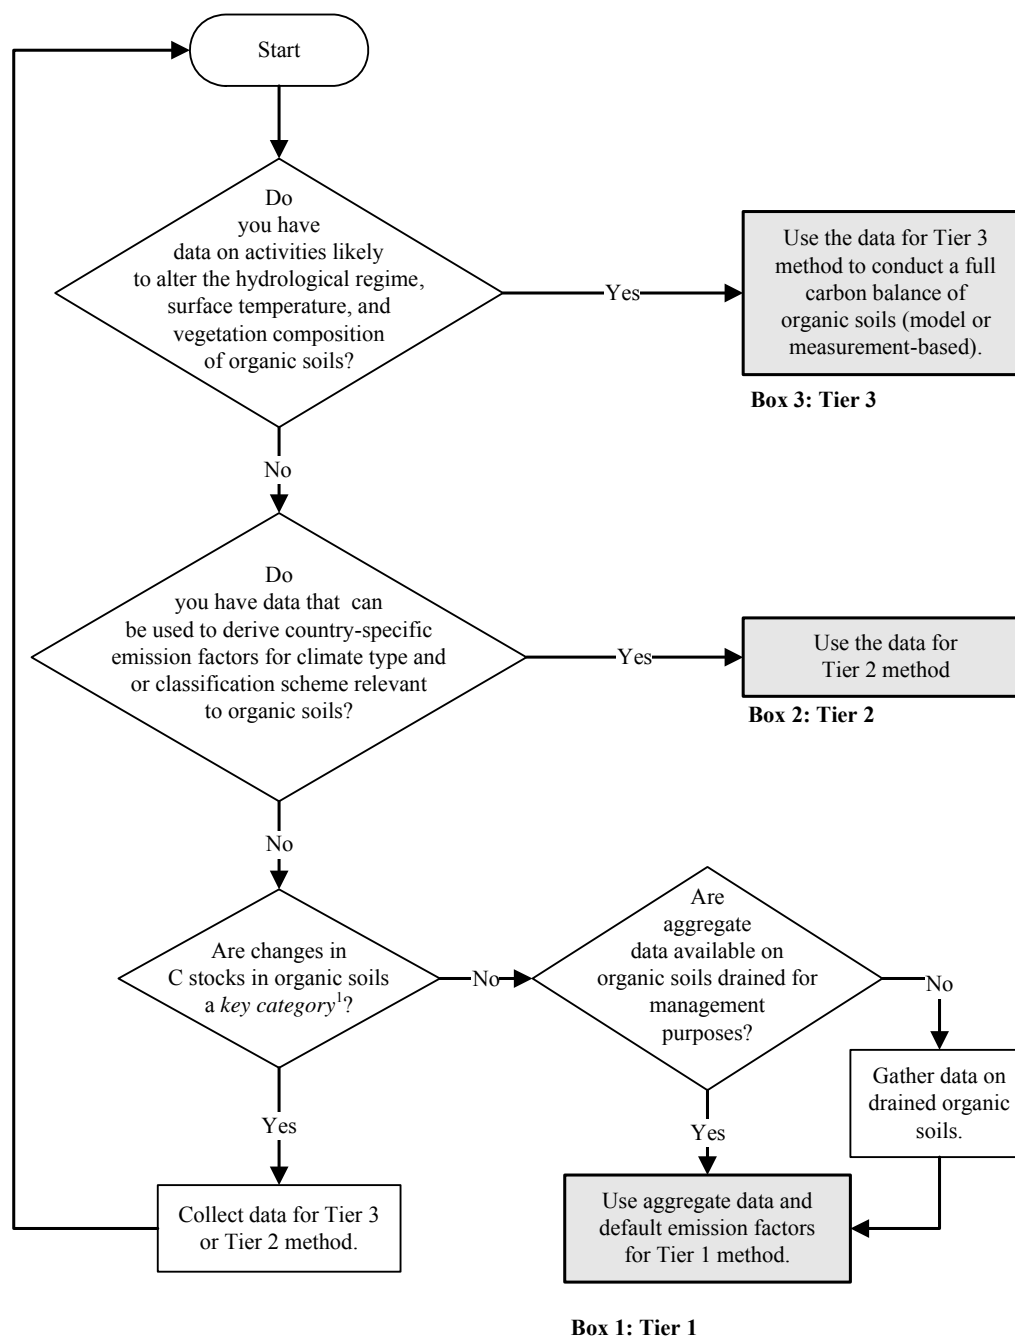 Start
Do
you have
data on activities likely
to alter the hydrological regime,
surface temperature, and
vegetation composition
of organic soils?
Yes
Use the data for Tier 3
method to conduct a full
carbon balance of
organic soils (model or
measurement-based).
Box 3: Tier 3
No
Do
you have data that can
be used to derive country-specific
emission factors for climate type and
or classification scheme relevant
to organic soils?
Yes
Use the data for
Tier 2 method
Box 2: Tier 2
No
Are changes in
C stocks in organic soils
a key category¹?
No
Are
aggregate
data available on
organic soils drained for
management
purposes?
No
Gather data on
drained organic
soils.
Yes
Yes
Collect data for Tier 3
or Tier 2 method.
Use aggregate data and
default emission factors
for Tier 1 method.
Box 1: Tier 1